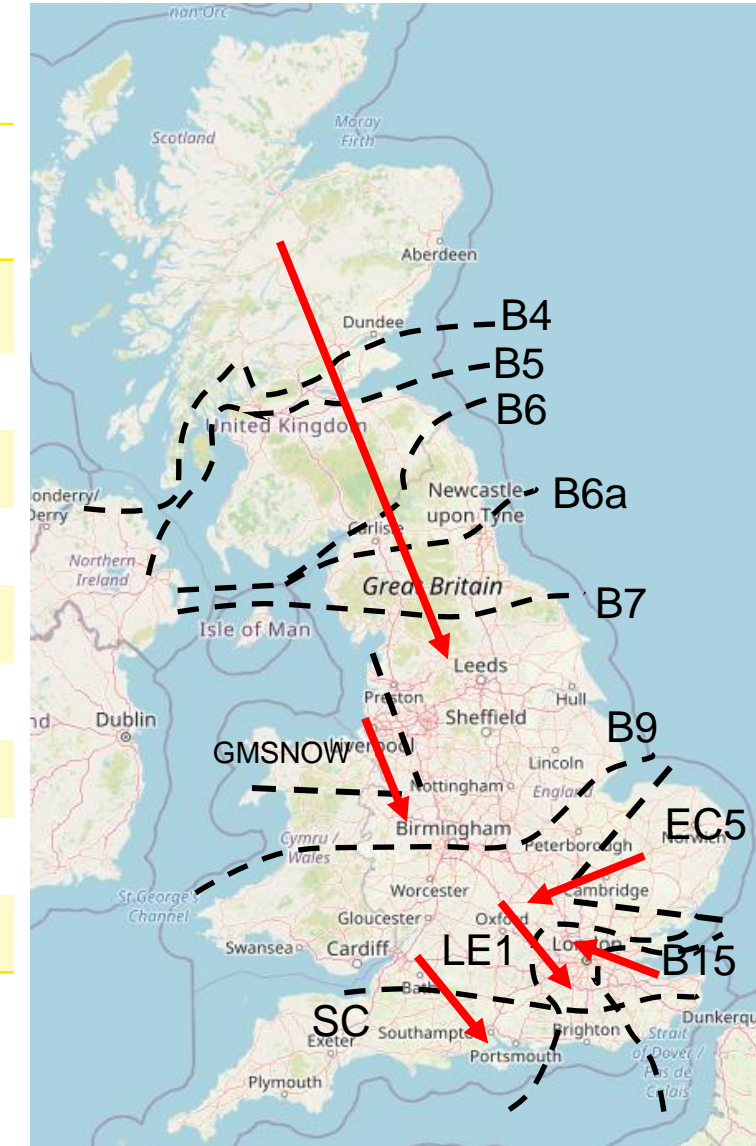 nan Orc
Moray
Firth
Scotland
Aberdeen
Dundee
B4
B5
United Kingdom
B6
Newcastle
upon Tyne
B6a
onderry/
Derry
Carlisle
Northern
Ireland
Great Britain
B7
Isle of Man
Leeds
Preston
Hull
nd
Dublin
Sheffield
B9
GMSNOW
Liverpool
Lincoln
Nottingham
England
EC5
Norwich
Birmingham
Cymru /
Wales
Peterborough
St George's
Channel
Worcester
Cambridge
Gloucester
Oxford
Swansea
Cardiff
LE1
London
B15
Bath
SC
Southampt
Brighton
Dunkerqu
Exeter
Portsmouth
Strait
of Dover /
Pas de
Calais
Plymouth